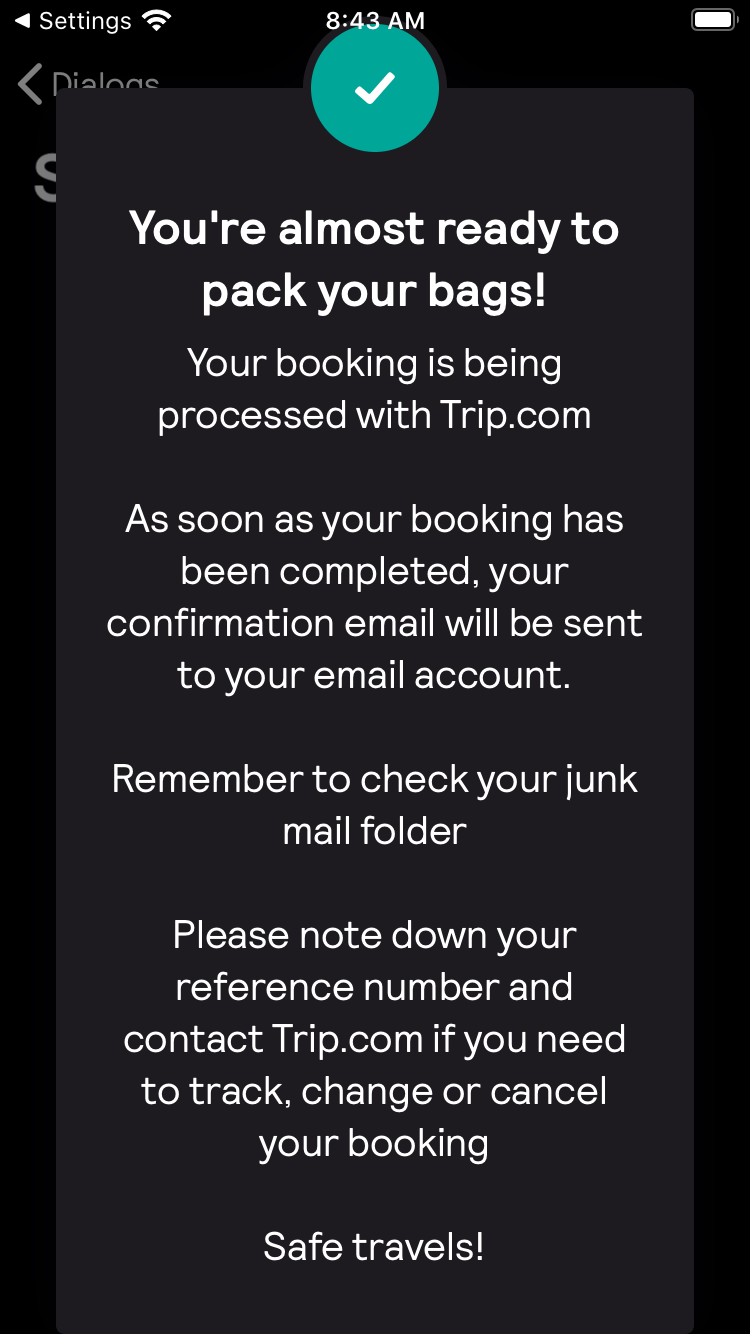 Settings
8:43 AM
Dialogs
You're almost ready to
pack your bags!
Your booking is being
processed with Trip.com
As soon as your booking has
been completed, your
confirmation email will be sent
to your email account.
Remember to check your junk
mail folder
Please note down your
reference number and
contact Trip.com if you need
to track, change or cancel
your booking
Safe travels!